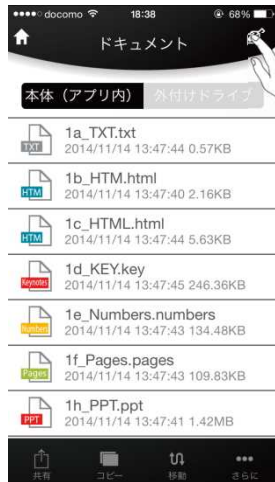 docomo 18:38 68%
ドキュメント
本体（アプリ内） 外付けドライブ
TXT
1a_TXT.txt
2014/11/14 13:47:44 0.57KB
HTM
1b_HTM.html
2014/11/14 13:47:40 2.16KB
HTM
1c_HTML.html
2014/11/14 13:47:44 5.63KB
Keynotes
1d_KEY.key
2014/11/14 13:47:45 246.36KB
Numbers
1e_Numbers.numbers
2014/11/14 13:47:43 134.48KB
Pages
1f_Pages.pages
2014/11/14 13:47:43 109.83KB
PPT
1h_PPT.ppt
2014/11/14 13:47:41 1.42MB
共有 コピー 移動 さらに